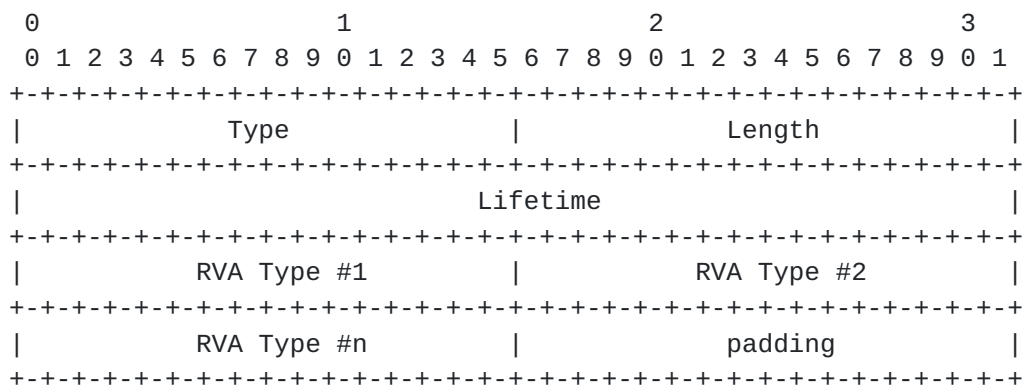 0                   1                   2                   3
 0 1 2 3 4 5 6 7 8 9 0 1 2 3 4 5 6 7 8 9 0 1 2 3 4 5 6 7 8 9 0 1
+-+-+-+-+-+-+-+-+-+-+-+-+-+-+-+-+-+-+-+-+-+-+-+-+-+-+-+-+-+-+-+-+
|             Type              |             Length            |
+-+-+-+-+-+-+-+-+-+-+-+-+-+-+-+-+-+-+-+-+-+-+-+-+-+-+-+-+-+-+-+-+
|                             Lifetime                          |
+-+-+-+-+-+-+-+-+-+-+-+-+-+-+-+-+-+-+-+-+-+-+-+-+-+-+-+-+-+-+-+-+
|           RVA Type #1         |           RVA Type #2         |
+-+-+-+-+-+-+-+-+-+-+-+-+-+-+-+-+-+-+-+-+-+-+-+-+-+-+-+-+-+-+-+-+
|           RVA Type #n         |             padding           |
+-+-+-+-+-+-+-+-+-+-+-+-+-+-+-+-+-+-+-+-+-+-+-+-+-+-+-+-+-+-+-+-+